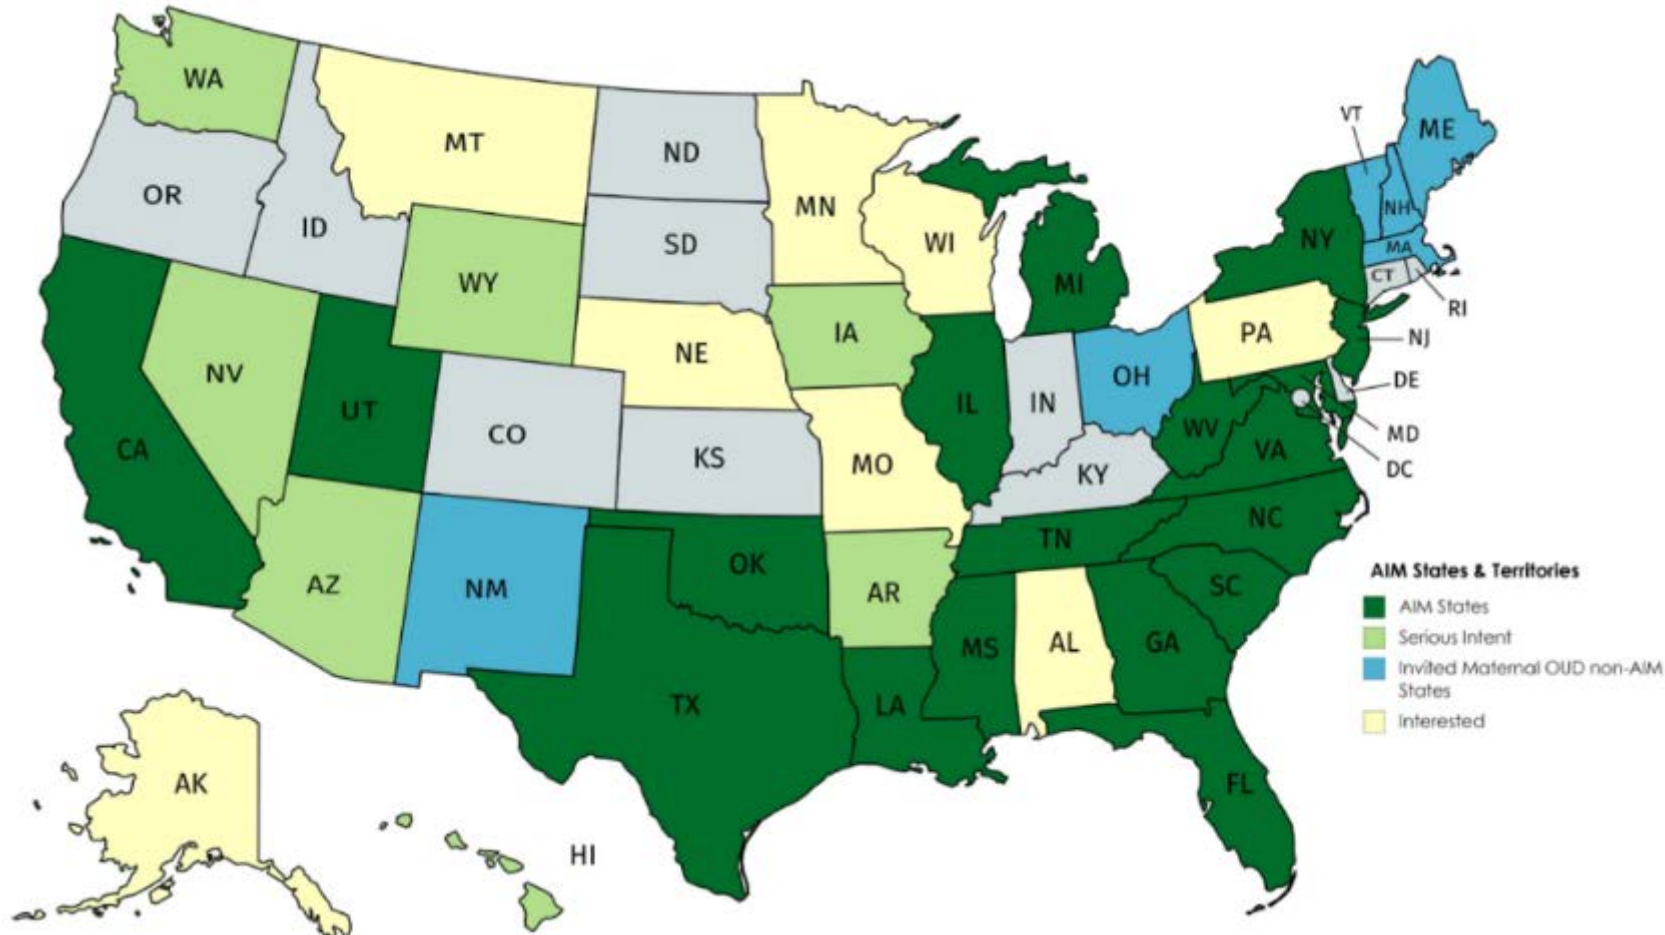 WA
MT
ND
MN
VT
ME
OR
ID
SD
WI
NH
NY
MA
WY
MI
CT
RI
IA
PA
NJ
NE
NV
OH
DE
UT
IL
IN
CO
WV
MD
CA
KS
MO
KY
VA
DC
NC
TN
OK
AZ
NM
AR
SC
MS
AL
GA
TX
LA
FL
AK
HI
AIM States & Territories
AIM States
Serious Intent
Invited Maternal OUD non-AIM
States
Interested